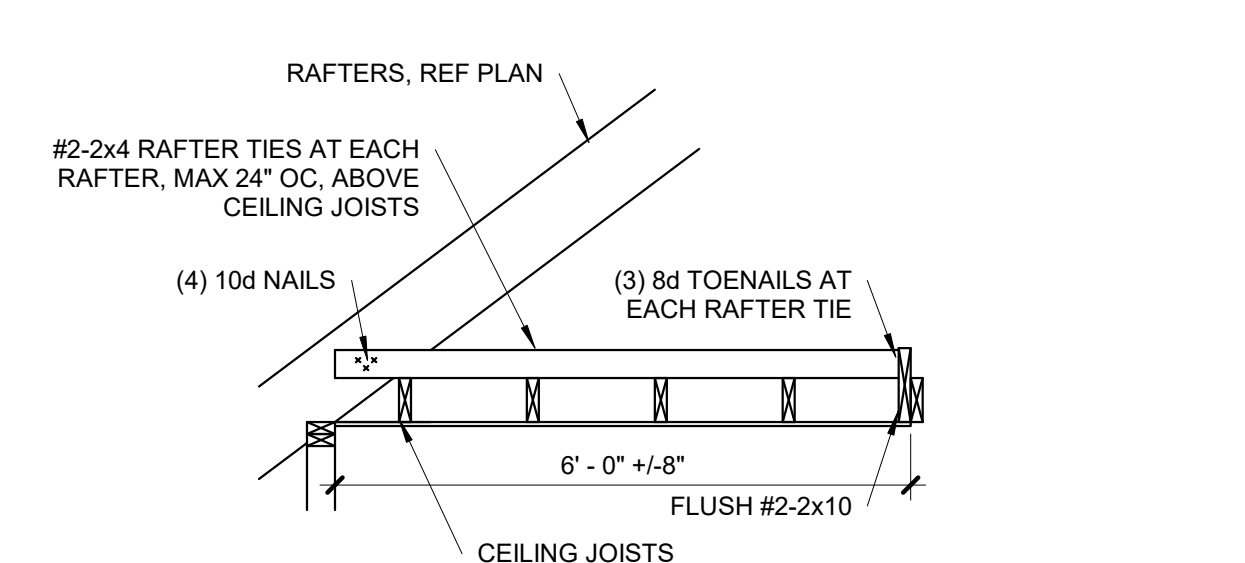 RAFTERS, REF PLAN
#2-2x4 RAFTER TIES AT EACH
RAFTER, MAX 24" OC, ABOVE
CEILING JOISTS
(4) 10d NAILS
(3) 8d TOENAILS AT
EACH RAFTER TIE
6' - 0" +/-8"
FLUSH #2-2x10
CEILING JOISTS